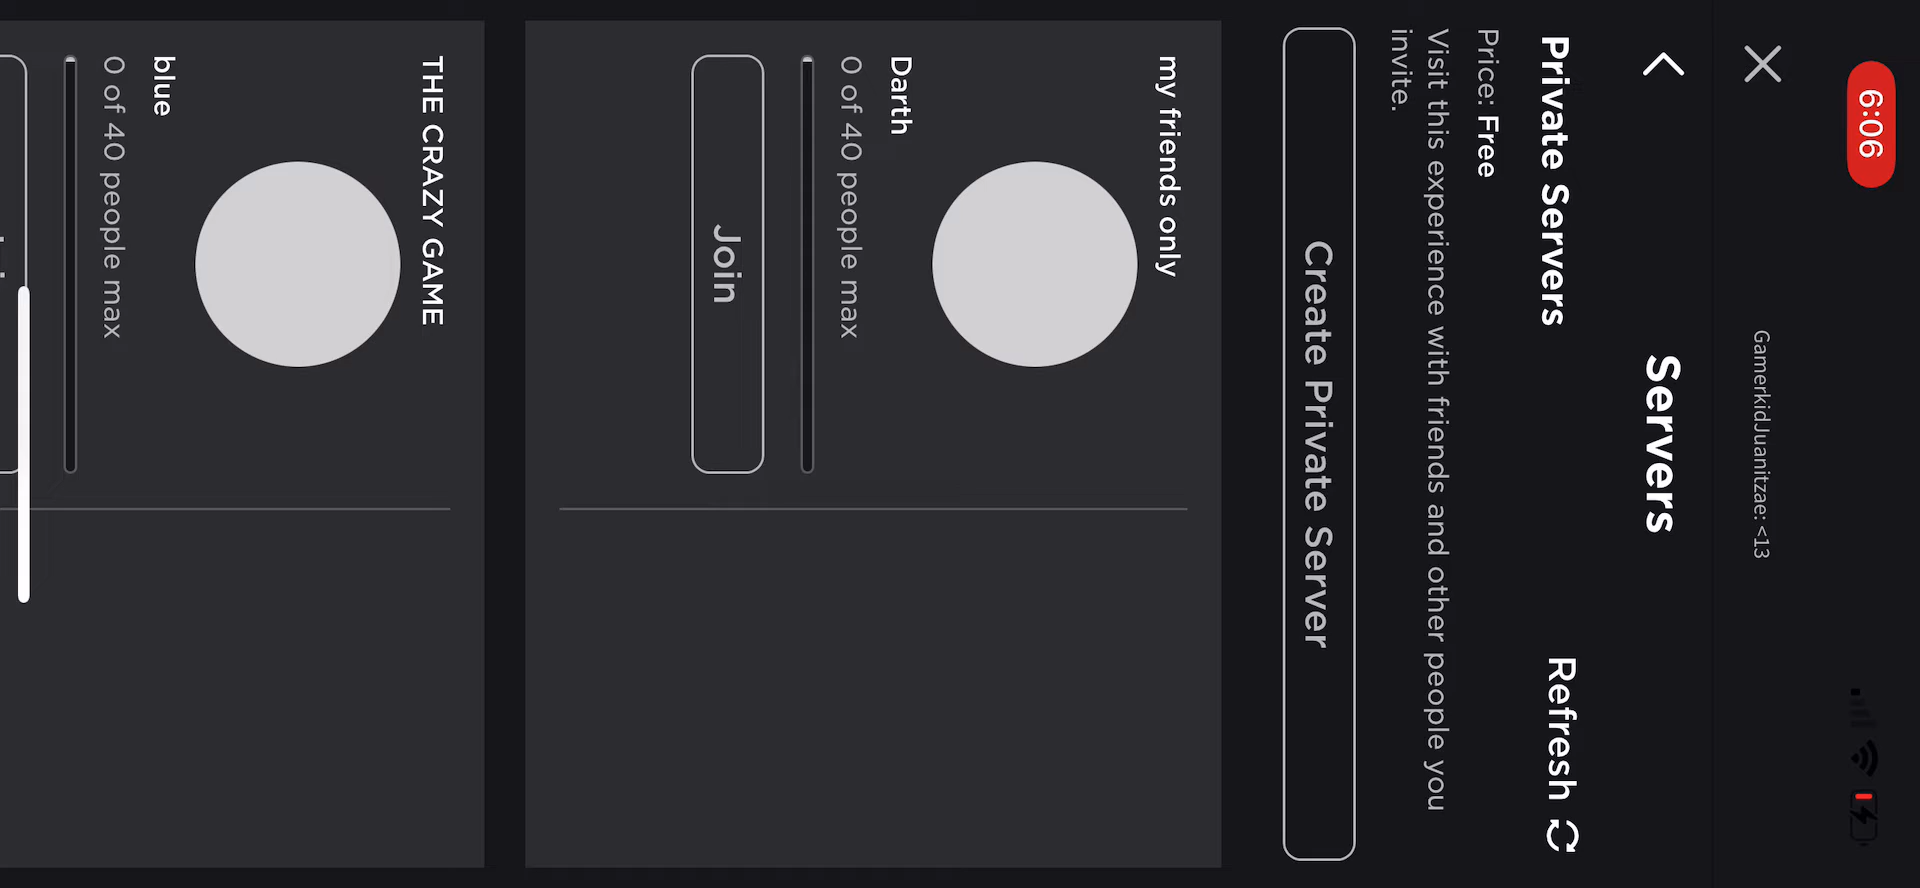 6:06
GamerkidJuanitzae: <13
Servers
Private Servers
Refresh
Price: Free
Visit this experience with friends and other people you
invite.
Create Private Server
my friends only
Darth
0 of 40 people max
Join
THE CRAZY GAME
blue
0 of 40 people max